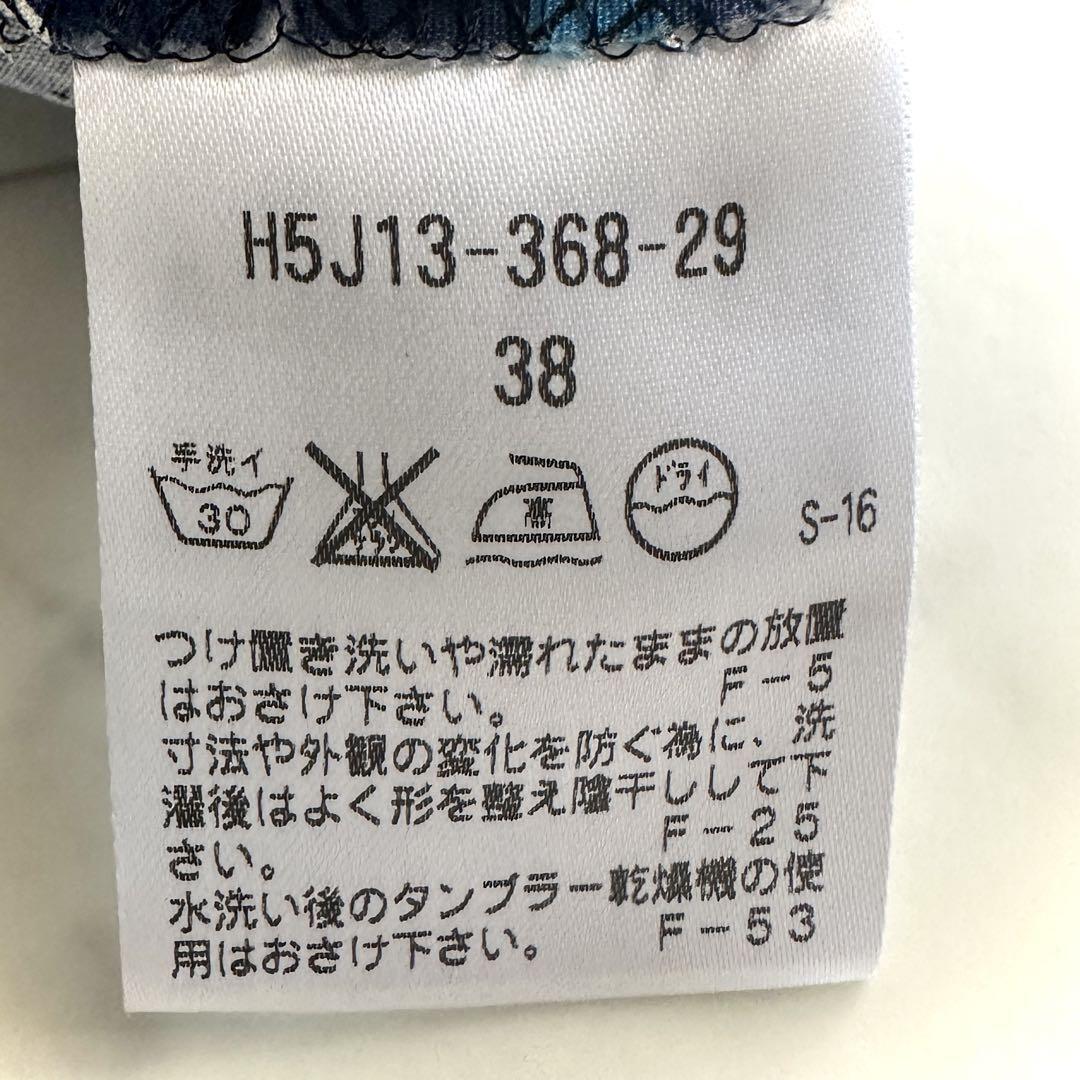 H5J13-368-29
38
手洗イ
30
エンソ
中
ドライ
S-16
つけ置き洗いや濡れたままの放置
はおさけ下さい。 F-5
寸法や外観の変化を防ぐ為に、洗
濯後はよく形を整え陰干しして下
さい。 F-25
水洗い後のタンブラー乾燥機の使
用はおさけ下さい。 F-53